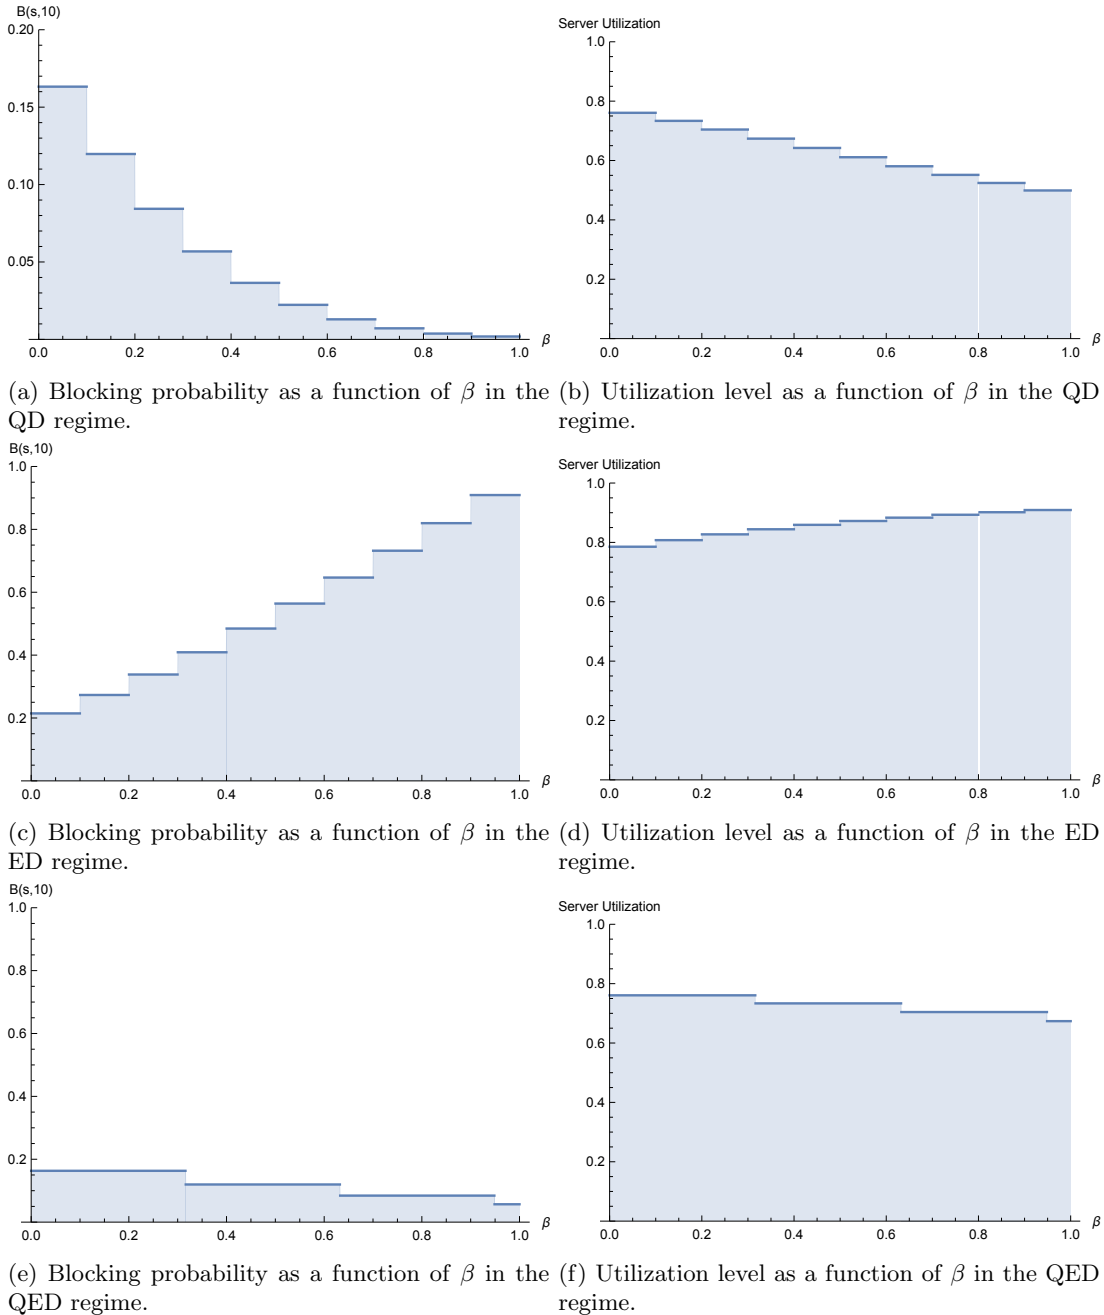 B(s,10)
0.20
0.15
0.10
0.05
0.0 0.2 0.4 0.6 0.8 1.0 β
Server Utilization
1.0
0.8
0.6
0.4
0.2
0.0 0.2 0.4 0.6 0.8 1.0 β
(a) Blocking probability as a function of β in the
QD regime.
(b) Utilization level as a function of β in the QD
regime.
B(s,10)
1.0
0.8
0.6
0.4
0.2
0.0 0.2 0.4 0.6 0.8 1.0 β
Server Utilization
1.0
0.8
0.6
0.4
0.2
0.0 0.2 0.4 0.6 0.8 1.0 β
(c) Blocking probability as a function of β in the
ED regime.
(d) Utilization level as a function of β in the ED
regime.
B(s,10)
1.0
0.8
0.6
0.4
0.2
0.0 0.2 0.4 0.6 0.8 1.0 β
Server Utilization
1.0
0.8
0.6
0.4
0.2
0.0 0.2 0.4 0.6 0.8 1.0 β
(e) Blocking probability as a function of β in the
QED regime.
(f) Utilization level as a function of β in the QED
regime.